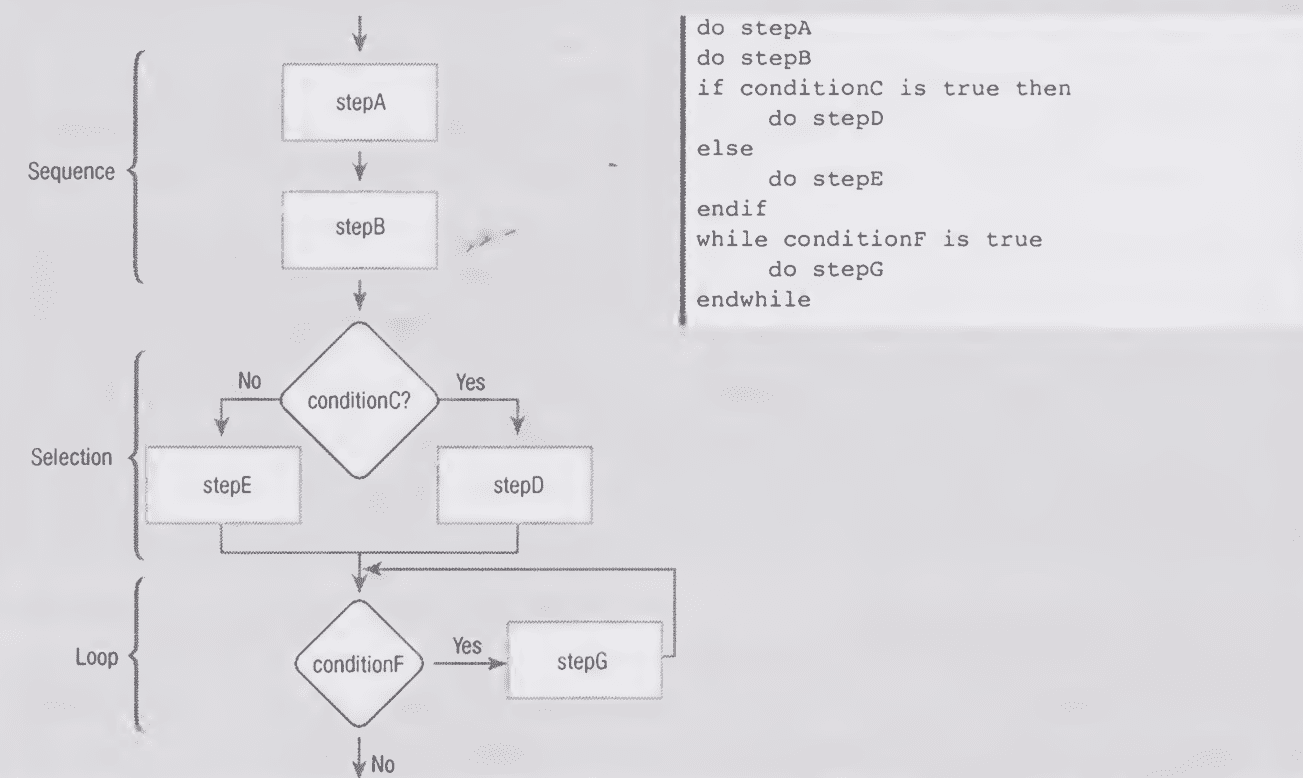 stepA
Sequence
stepB
No
conditionC?
Yes
Selection
stepE
stepD
Loop
conditionF
Yes
stepG
No
do stepA
do stepB
if conditionC is true then
do stepD
else
do stepE
endif
while conditionF is true
do stepG
endwhile